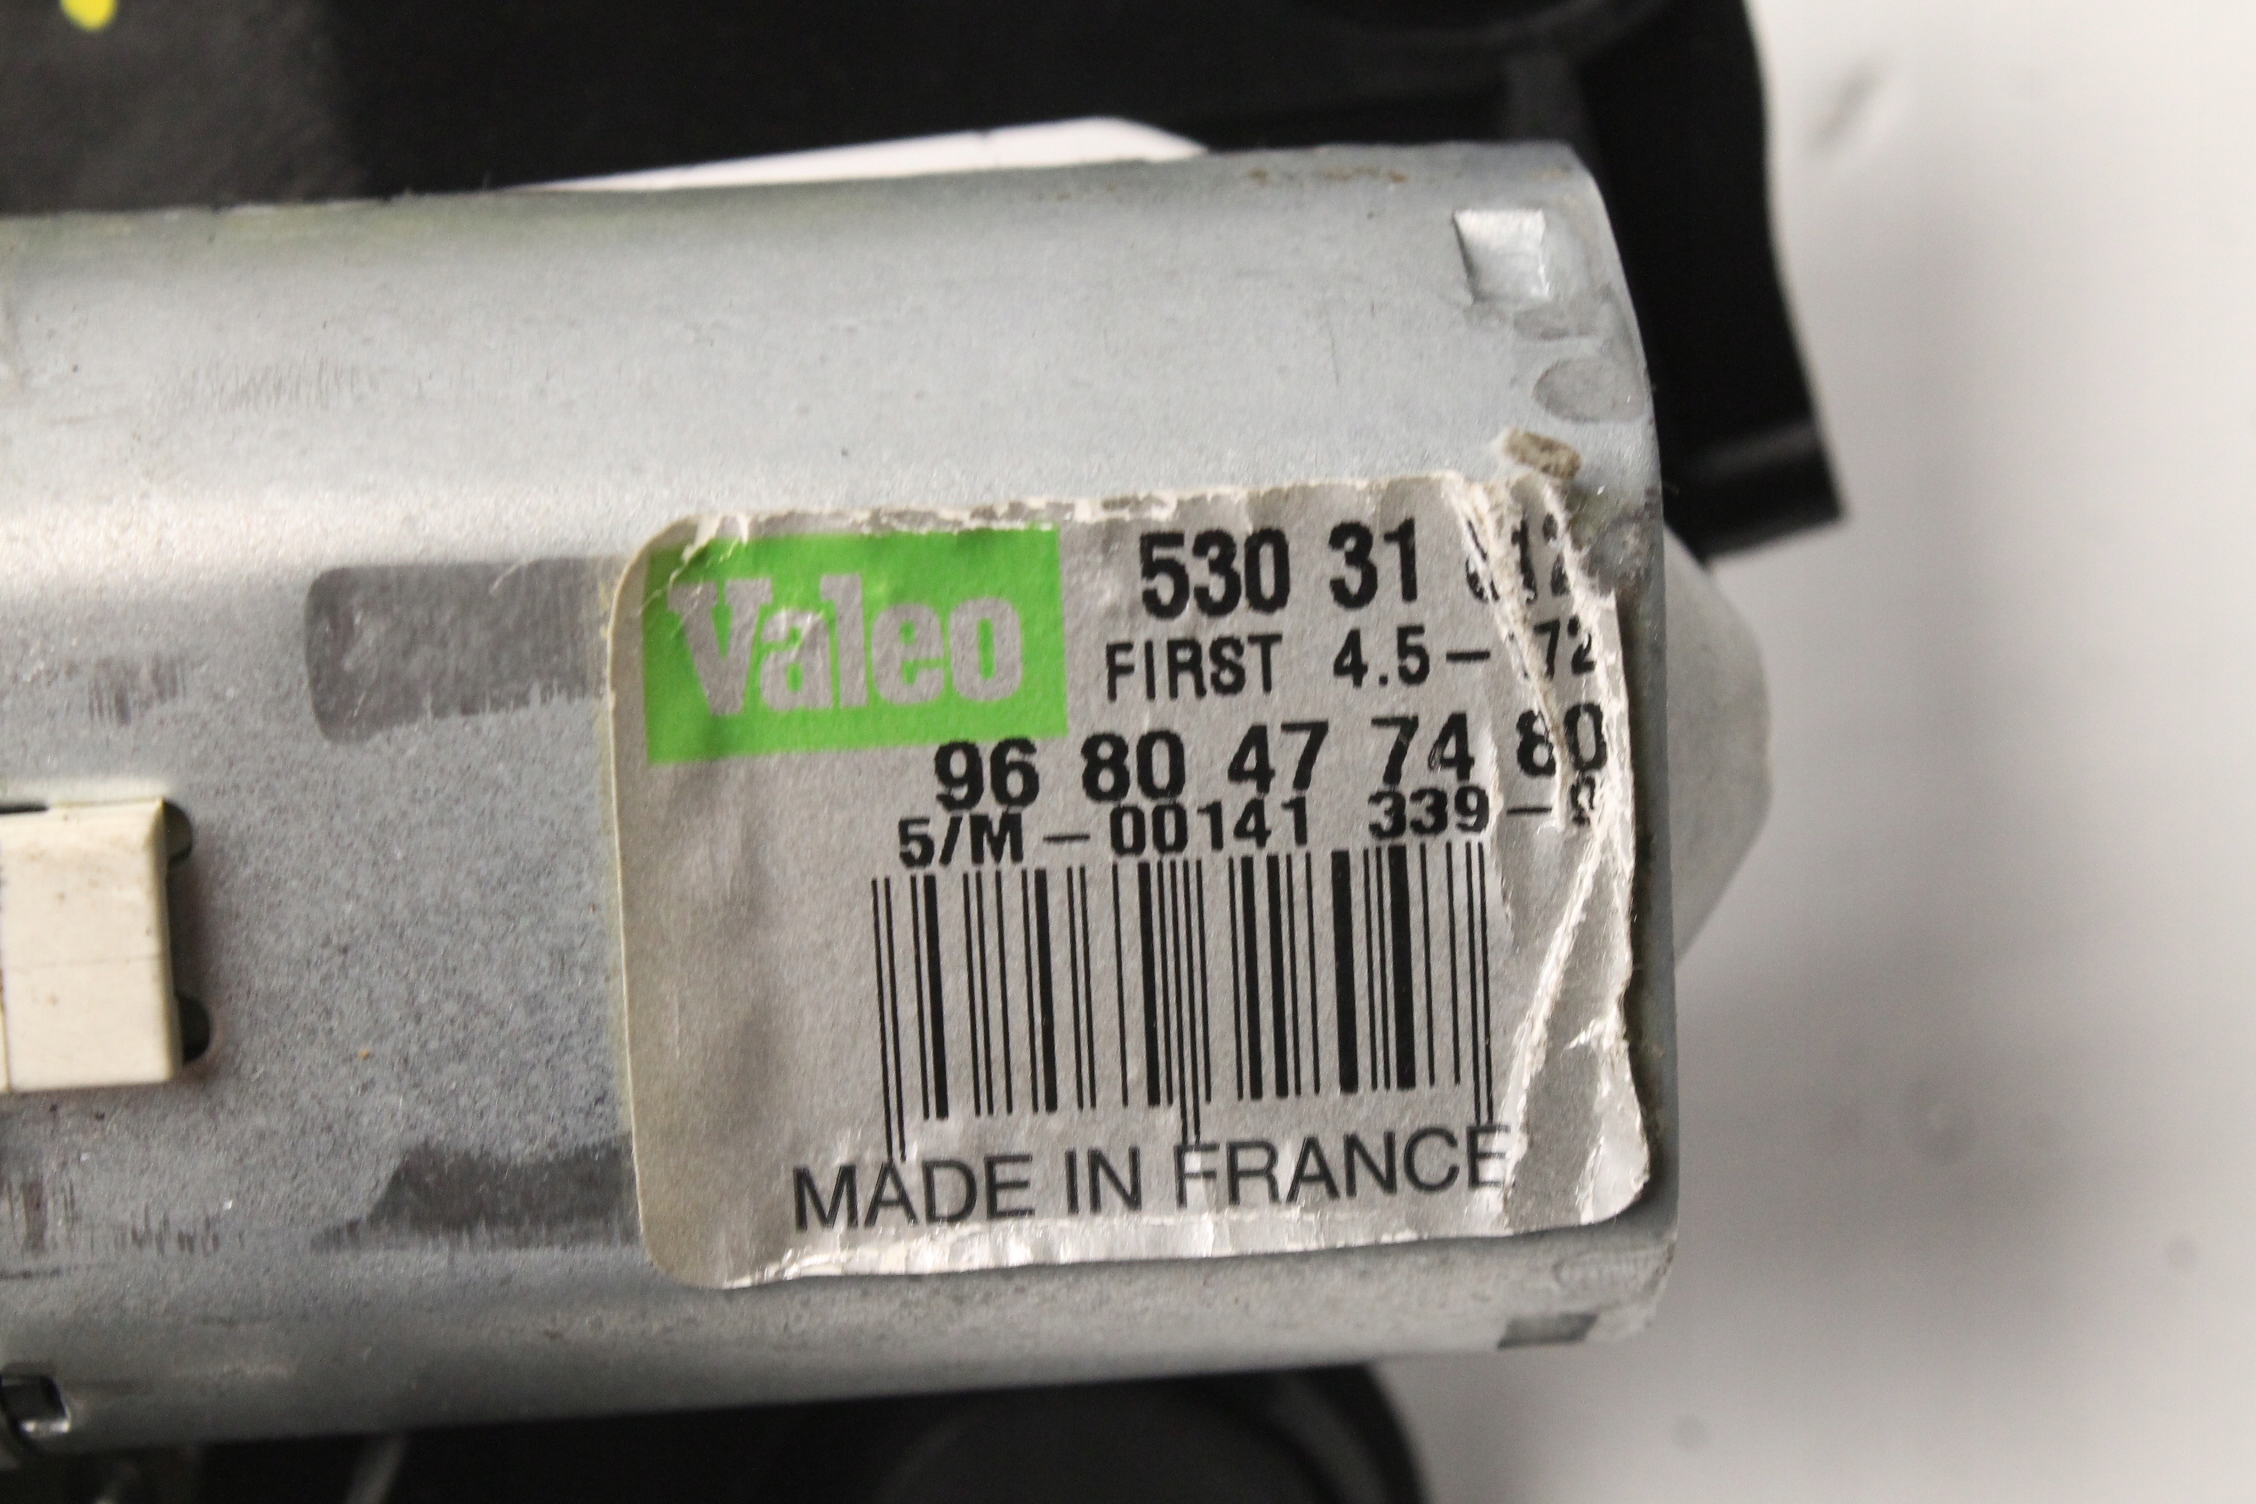 Valeo
530 31
FIRST 4.5-
96 80 47 74 80
5/M-00141 339-
MADE IN FRANCE